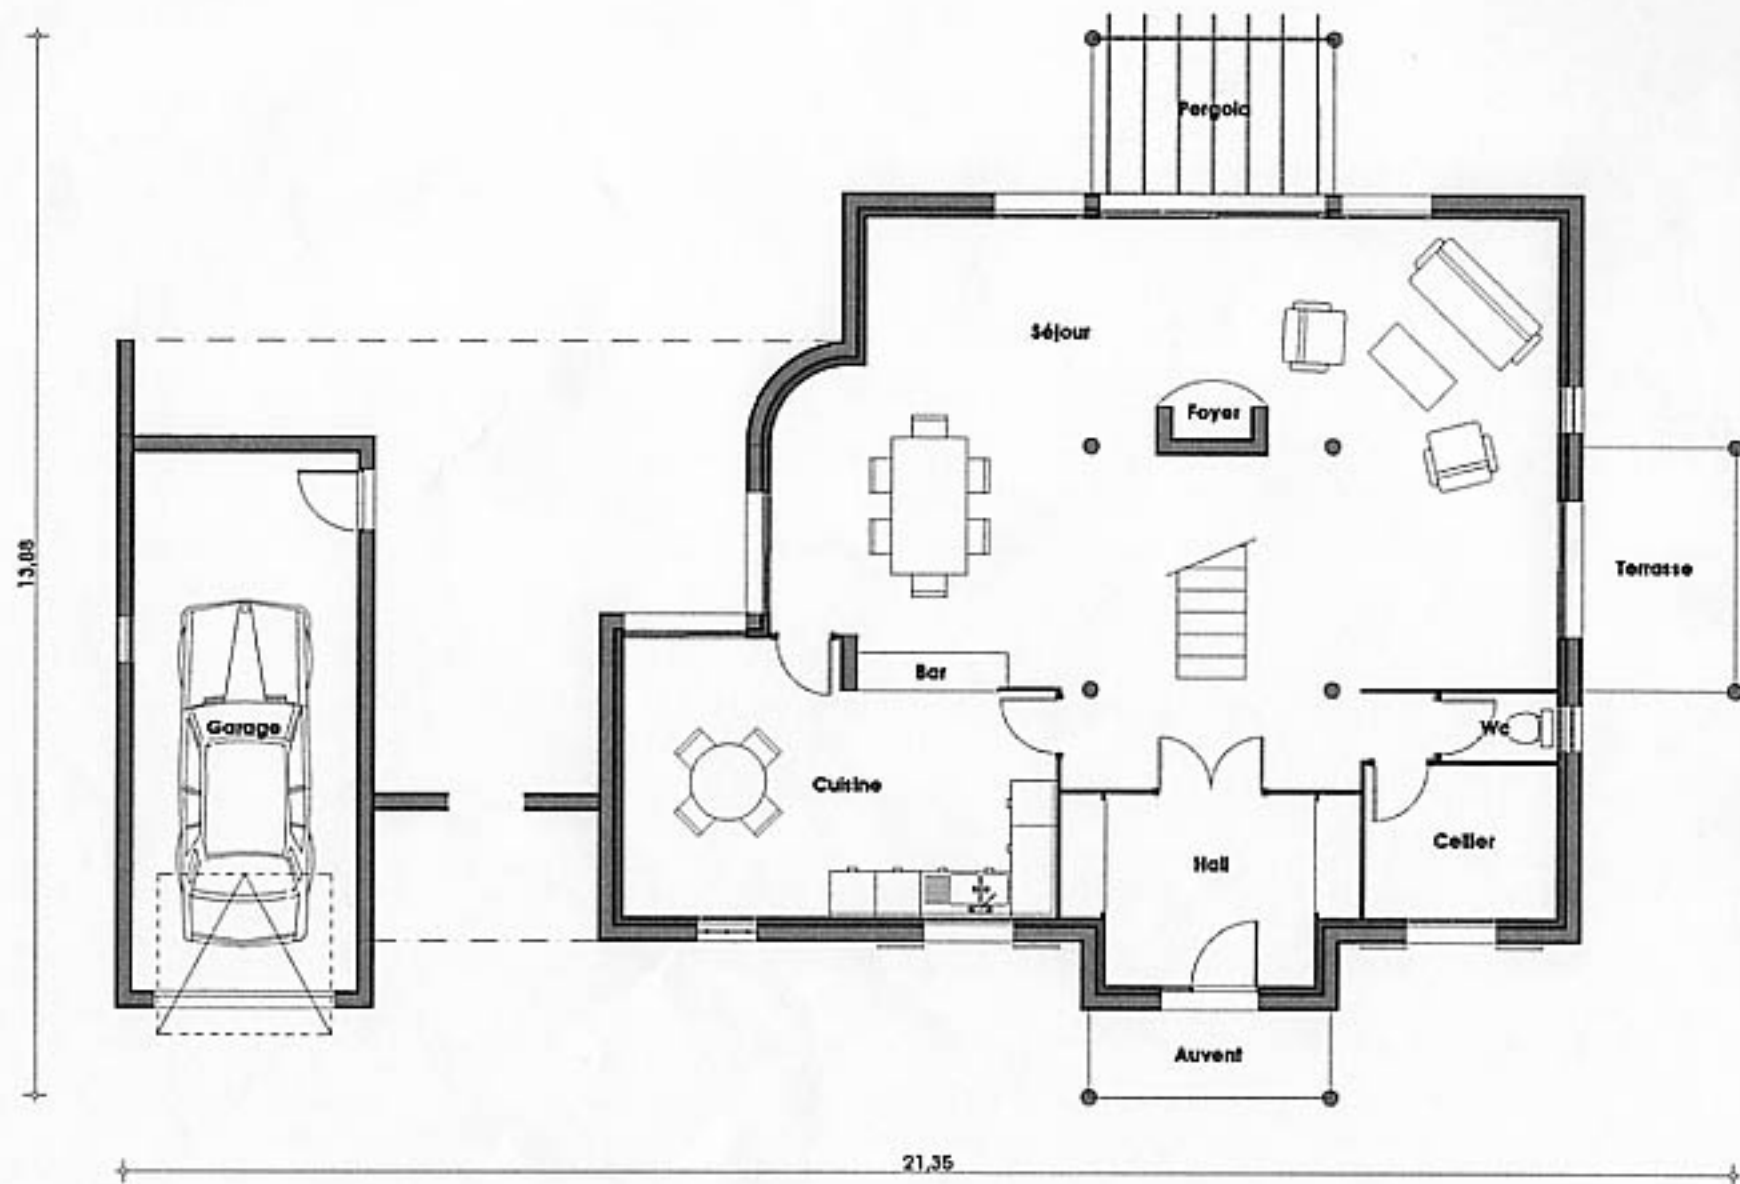 Pergola
Séjour
Foyer
13,88
Terrasse
Bar
Garage
Wc
Cuisine
Cellier
Hall
Auvent
21,35